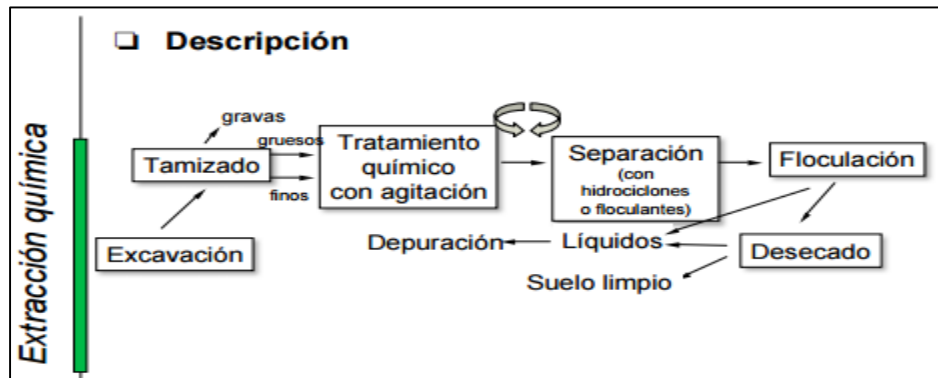 Extracción química
❏ Descripción
gravas
gruesos
Tamizado
finos
Excavación
Tratamiento
químico
con agitación
Separación
(con
hidrociclones
o floculantes)
Floculación
Depuración
Líquidos
Desecado
Suelo limpio